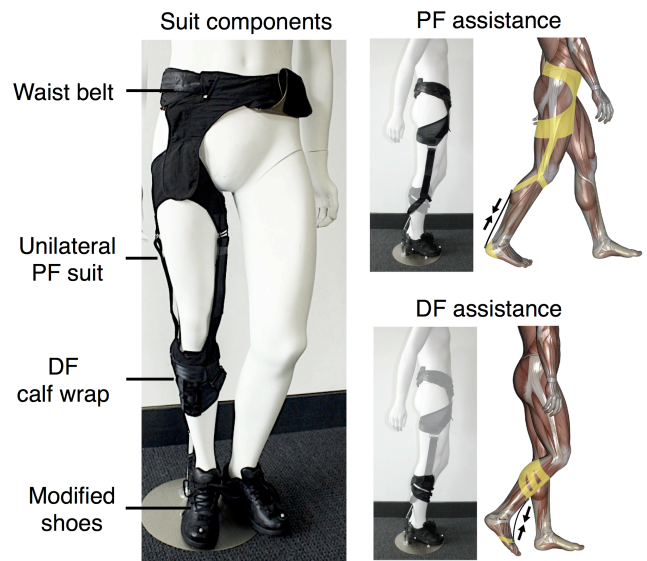 Suit components
Waist belt
Unilateral
PF suit
DF
calf wrap
Modified
shoes
PF assistance
DF assistance